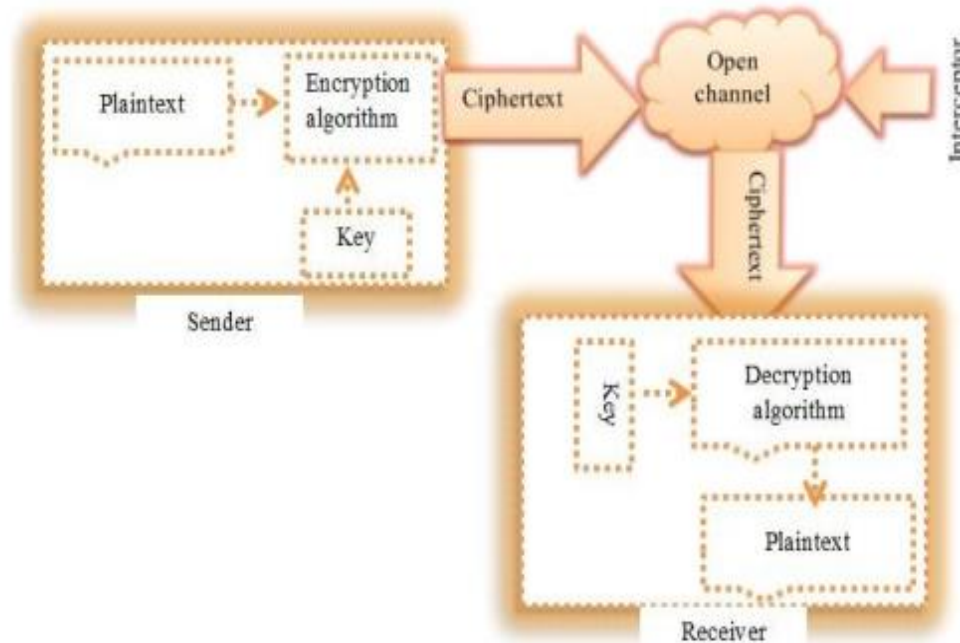 Plaintext
Encryption
algorithm
Key
Sender
Ciphertext
Open
channel
Interceptor
Ciphertext
Key
Decryption
algorithm
Plaintext
Receiver